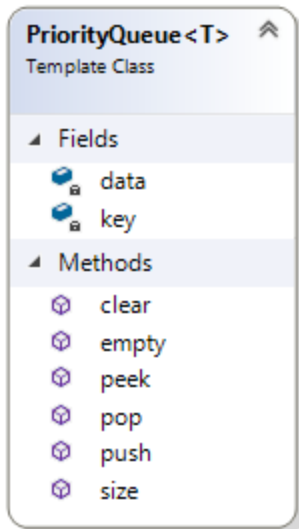 PriorityQueue<T>
Template Class
Fields
data
key
Methods
clear
empty
peek
pop
push
size